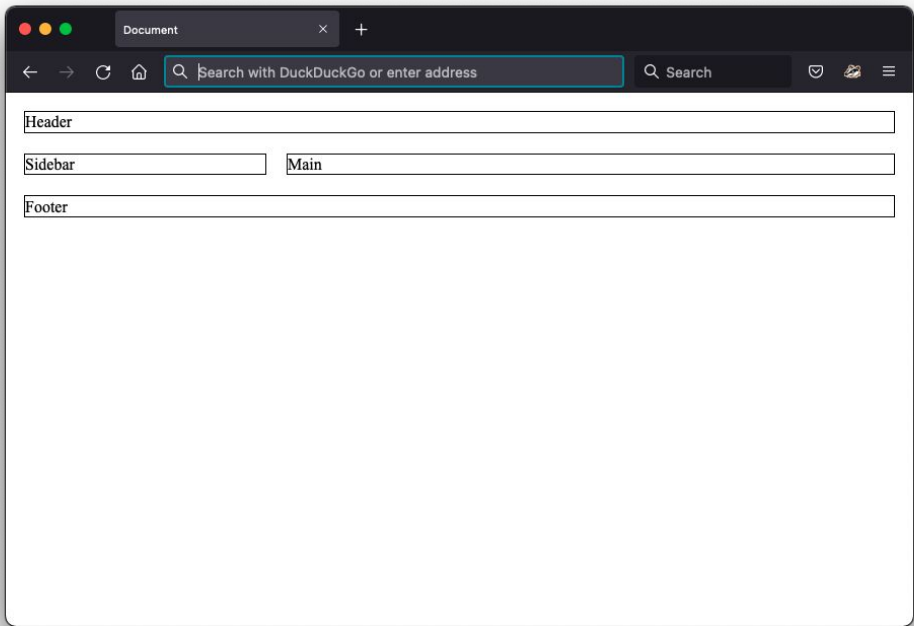 Document
Search with DuckDuckGo or enter address
Search
Header
Sidebar
Main
Footer